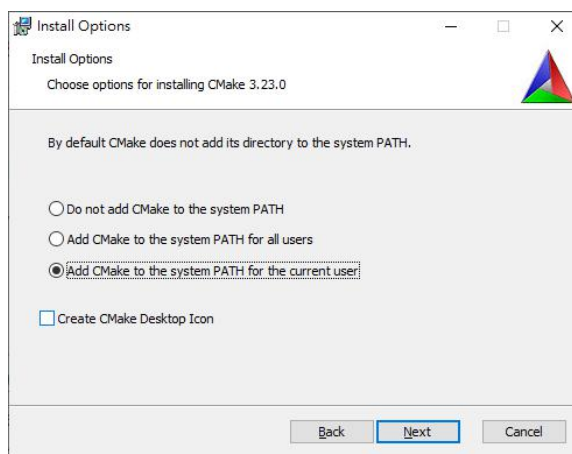 Install Options
Install Options
Choose options for installing CMake 3.23.0
By default CMake does not add its directory to the system PATH.
Do not add CMake to the system PATH
Add CMake to the system PATH for all users
Add CMake to the system PATH for the current user
Create CMake Desktop Icon
Back Next Cancel